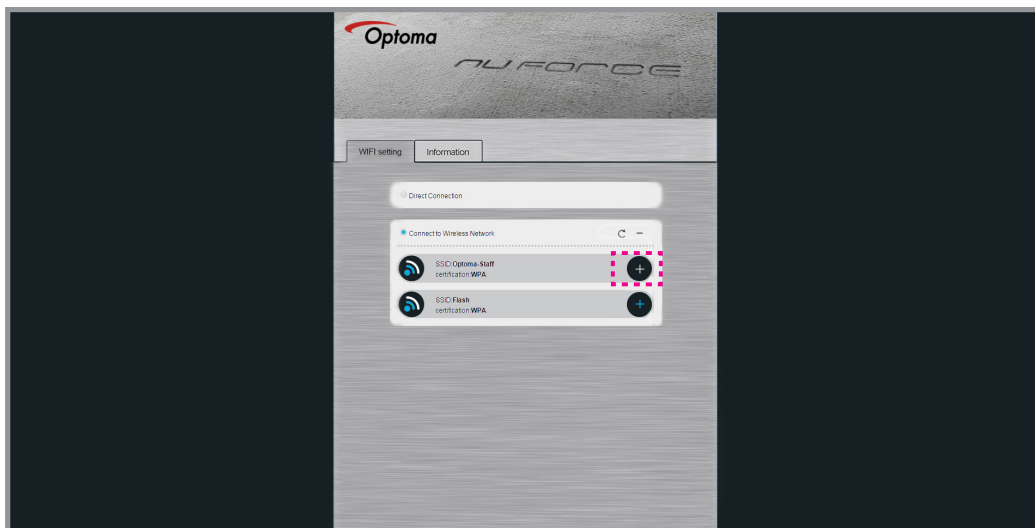 Optoma
NUFORCE
WIFI setting
Information
Direct Connection
Connect to Wireless Network
SSID:Optoma-Staff
certification:WPA
SSID:Flash
certification:WPA